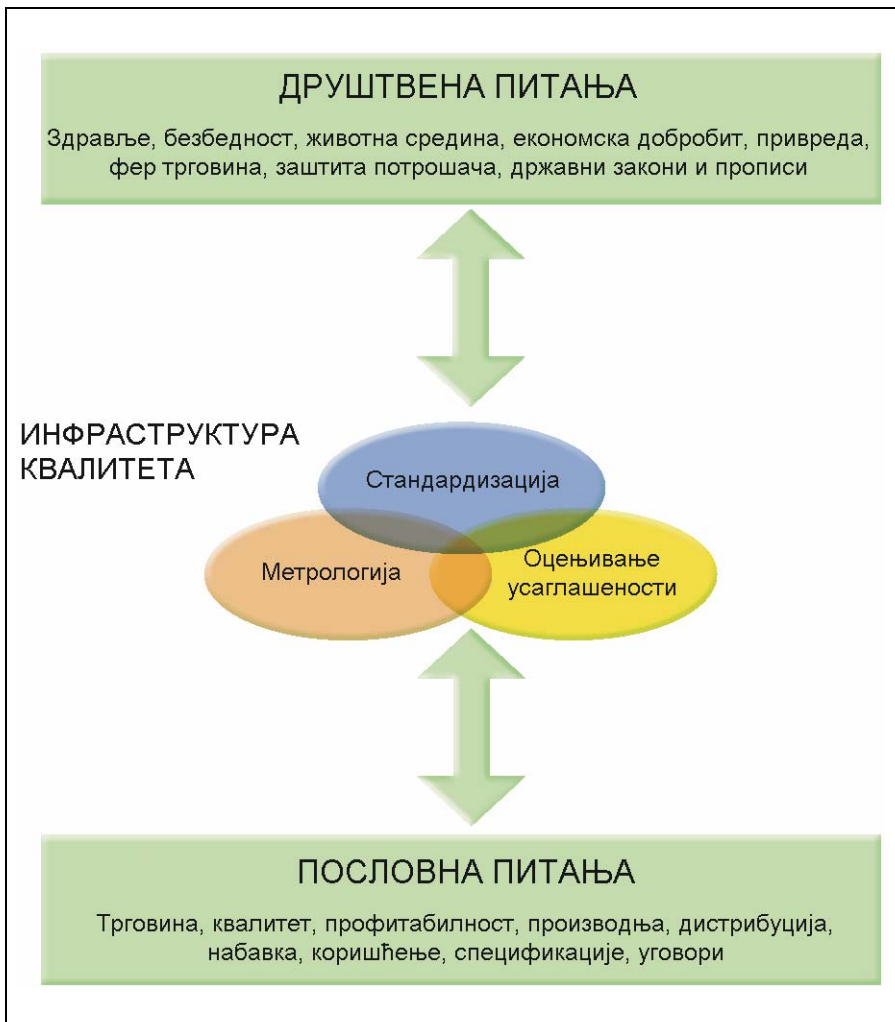 ДРУШТВЕНА ПИТАЊА
Здравље, безбедност, животна средина, економска добробит, привреда,
фер трговина, заштита потрошача, државни закони и прописи
ИНФРАСТРУКТУРА
КВАЛИТЕТА
Стандардизација
Метрологија
Оцењивање
усаглашености
ПОСЛОВНА ПИТАЊА
Трговина, квалитет, профитабилност, производња, дистрибуција,
набавка, коришћење, спецификације, уговори